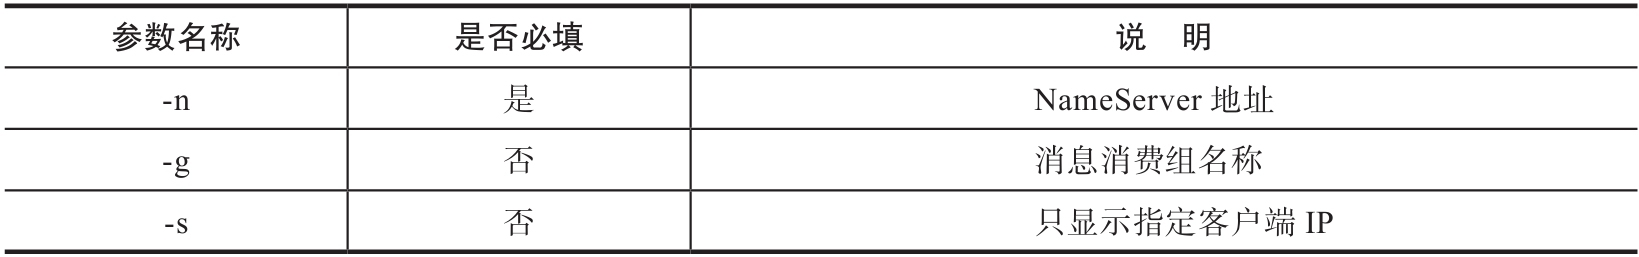 参数名称 是否必填 说 明
-n 是 NameServer 地址
-g 否 消息消费组名称
-s 否 只显示指定客户端 IP